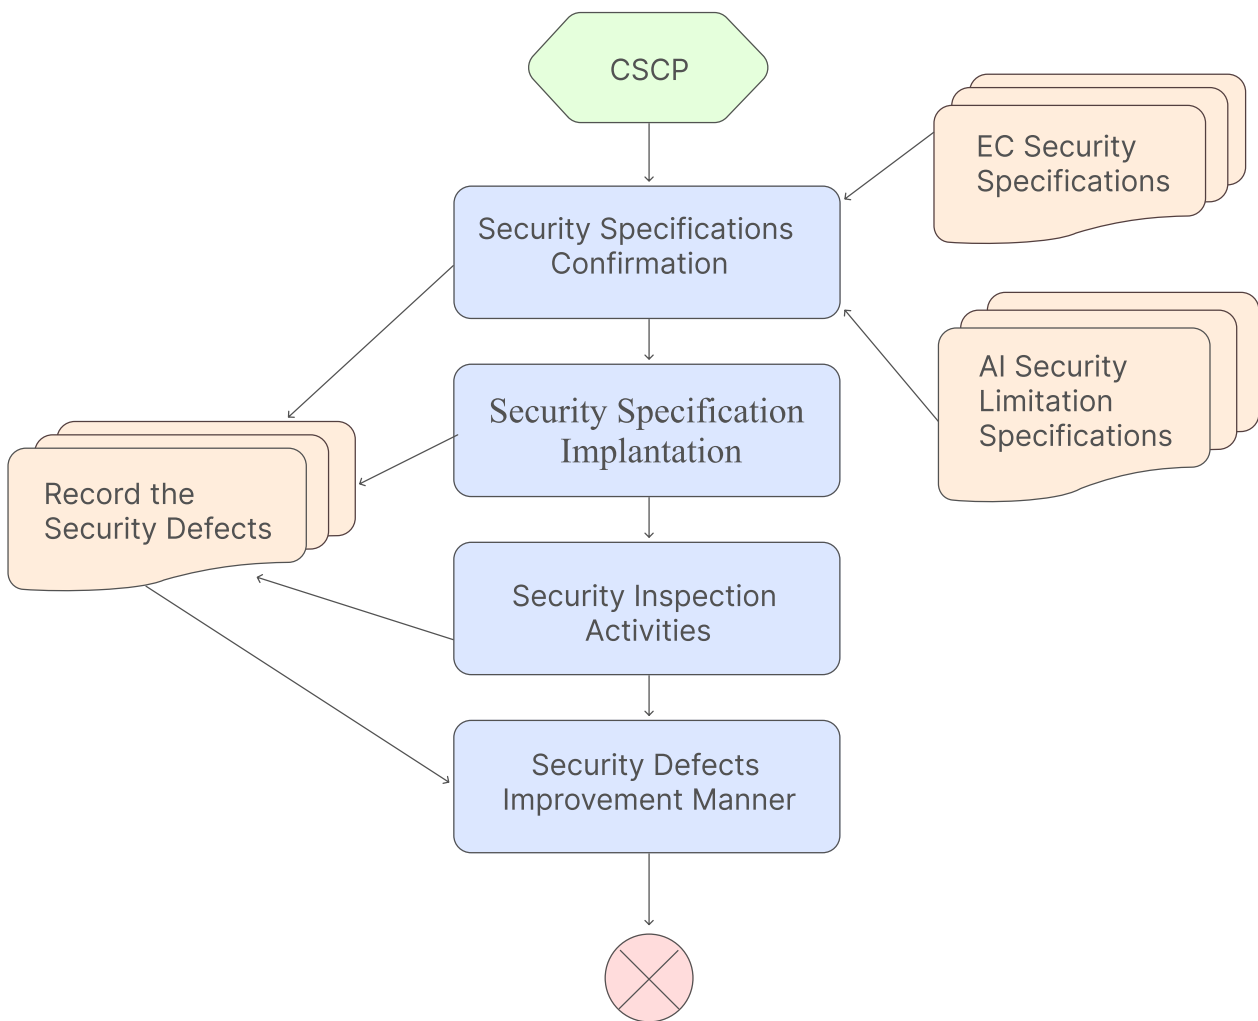 CSCP
EC Security
Specifications
Security Specifications
Confirmation
AI Security
Limitation
Specifications
Security Specification
Implantation
Record the
Security Defects
Security Inspection
Activities
Security Defects
Improvement Manner